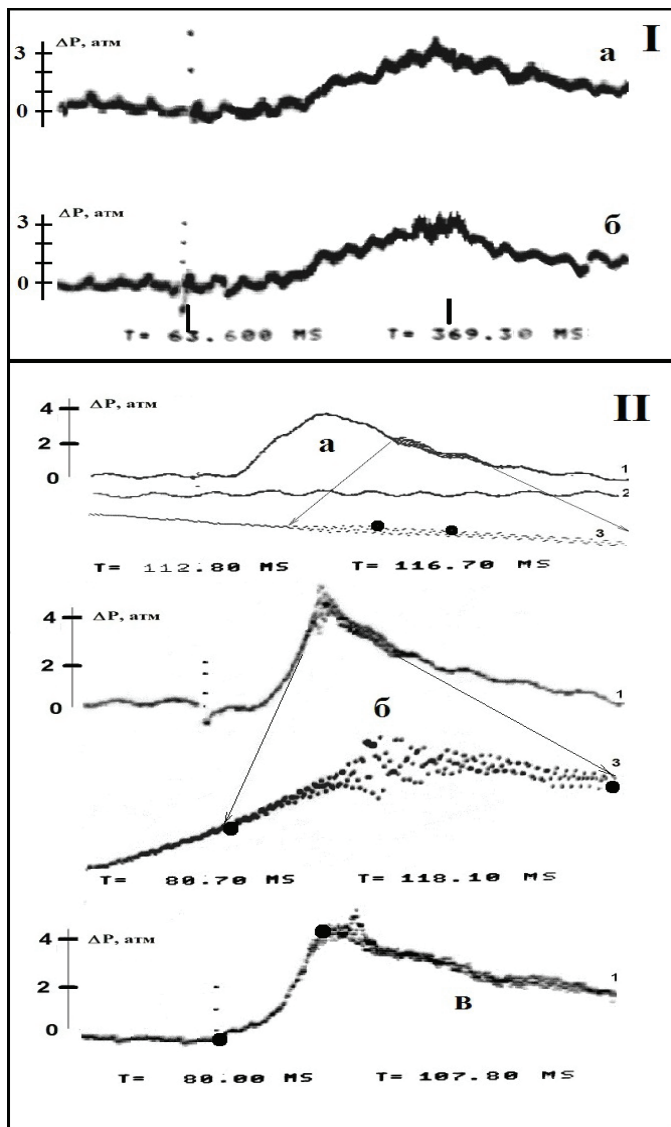 I
ΔP, атм
3
0
а
ΔP, атм
3
0
б
T= 63.600 MS T= 369.30 MS
II
ΔP, атм
4
2
0
а
1
2
3
T= 112.80 MS T= 116.70 MS
ΔP, атм
4
2
0
1
б
3
T= 80.70 MS T= 118.10 MS
ΔP, атм
4
2
0
1
в
T= 80.00 MS T= 107.80 MS